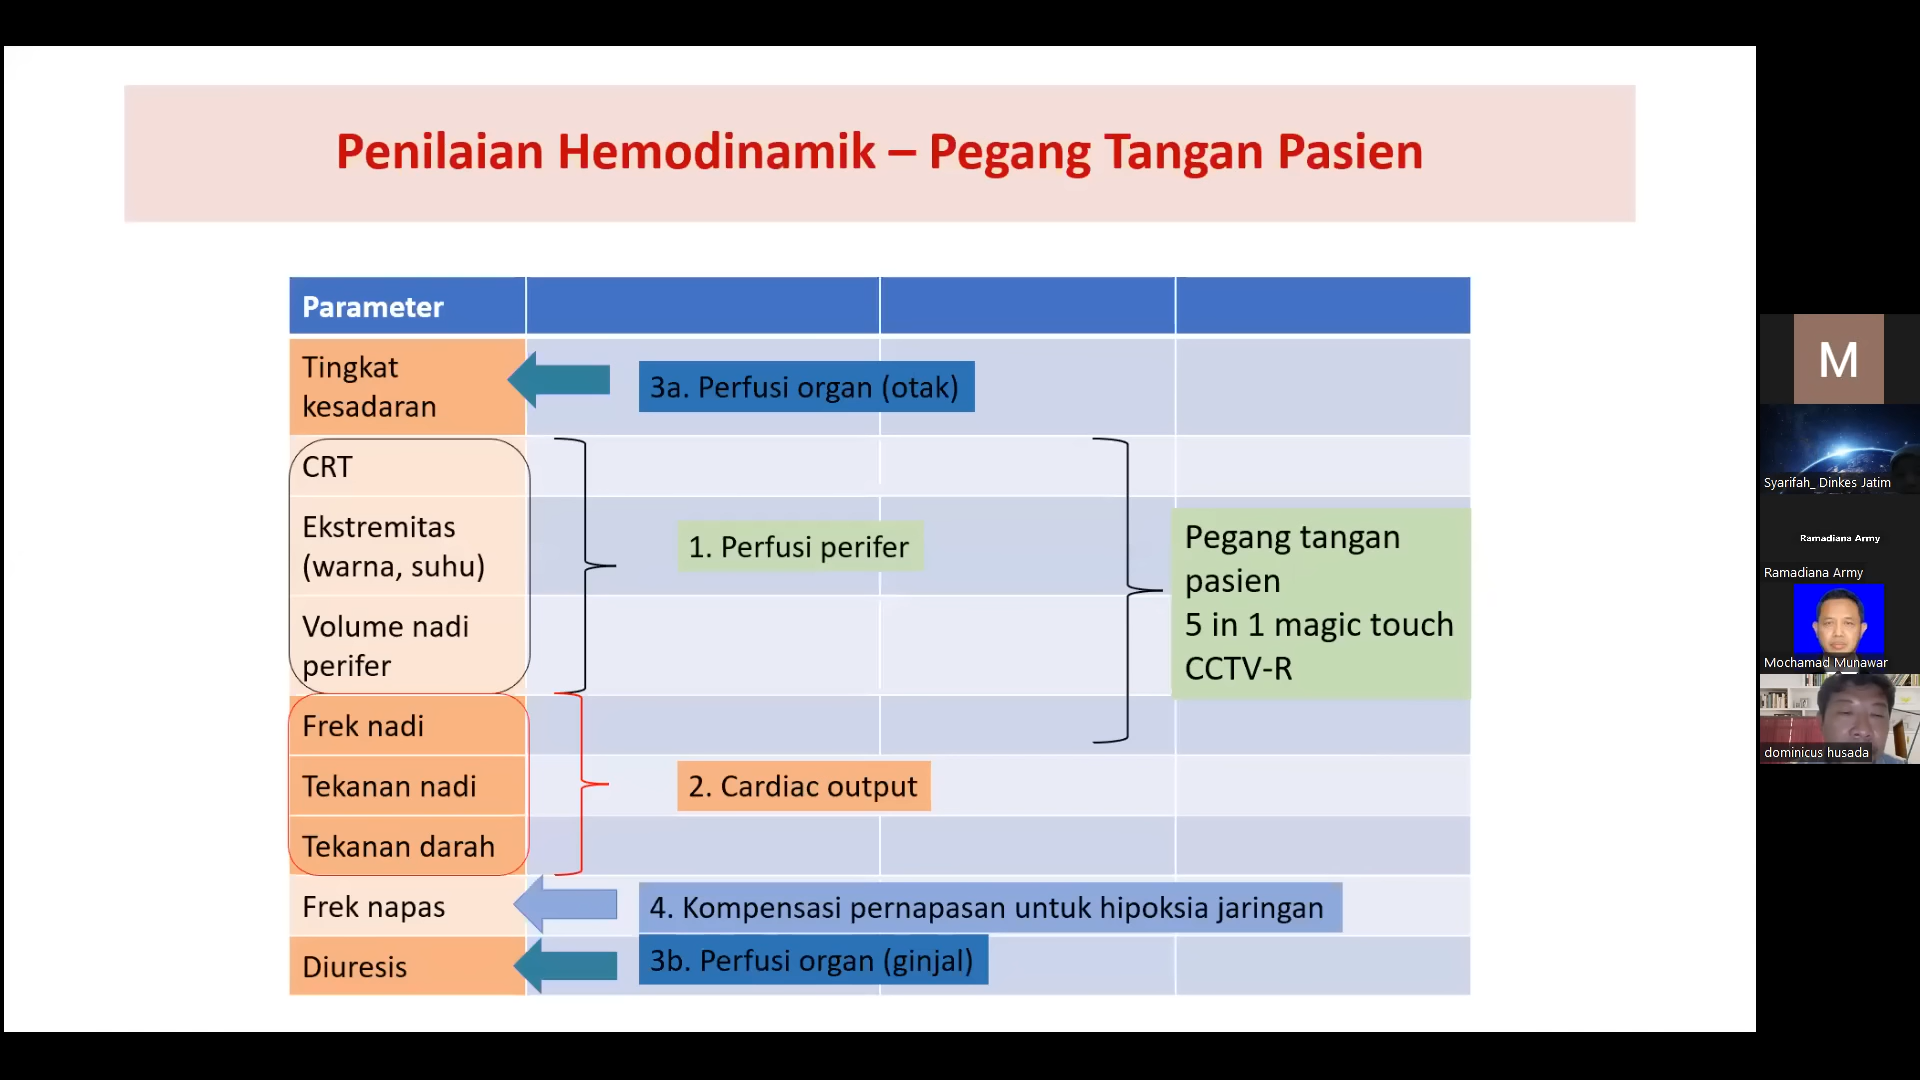 Penilaian Hemodinamik – Pegang Tangan Pasien
Parameter
Tingkat
kesadaran
3a. Perfusi organ (otak)
CRT
Ekstremitas
(warna, suhu)
1. Perfusi perifer
Volume nadi
perifer
Pegang tangan
pasien
5 in 1 magic touch
CCTV-R
Frek nadi
Tekanan nadi
2. Cardiac output
Tekanan darah
Frek napas
4. Kompensasi pernapasan untuk hipoksia jaringan
Diuresis
3b. Perfusi organ (ginjal)
M
Syarifah_ Dinkes Jatim
Ramadiana Army
Ramadiana Army
Mochamad Munawar
dominicus husada